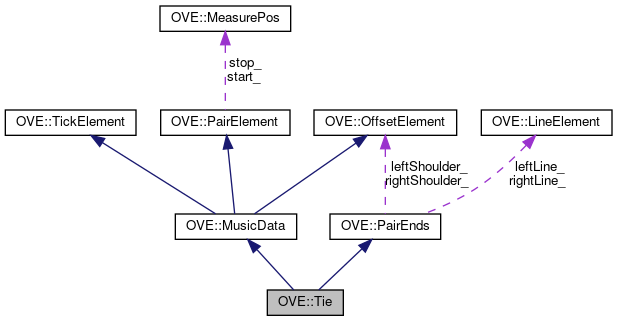 OVE::MeasurePos
stop_
start_
OVE::TickElement
OVE::PairElement
OVE::OffsetElement
OVE::LineElement
leftShoulder_
rightShoulder_
leftLine_
rightLine_
OVE::MusicData
OVE::PairEnds
OVE::Tie